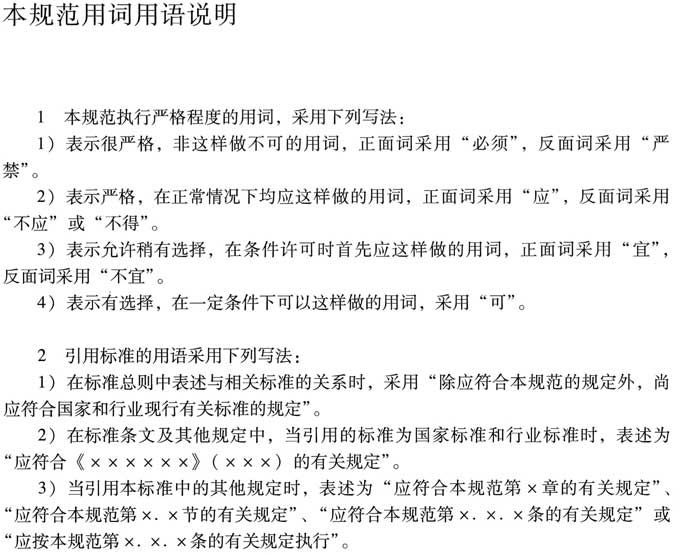 本规范用词用语说明
1 本规范执行严格程度的用词，采用下列写法：
1）表示很严格，非这样做不可的用词，正面词采用“必须”，反面词采用“严
禁”。
2）表示严格，在正常情况下均应这样做的用词，正面词采用“应”，反面词采用
“不应”或“不得”。
3）表示允许稍有选择，在条件许可时首先应这样做的用词，正面词采用“宜”，
反面词采用“不宜”。
4）表示有选择，在一定条件下可以这样做的用词，采用“可”。
2 引用标准的用语采用下列写法：
1）在标准总则中表述与相关标准的关系时，采用“除应符合本规范的规定外，尚
应符合国家和行业现行有关标准的规定”。
2）在标准条文及其他规定中，当引用的标准为国家标准和行业标准时，表述为
“应符合《××××××》（×××）的有关规定”。
3）当引用本标准中的其他规定时，表述为“应符合本规范第×章的有关规定”、
“应符合本规范第×.×节的有关规定”、“应符合本规范第×.×.×条的有关规定”或
“应按本规范第×.×.×条的有关规定执行”。